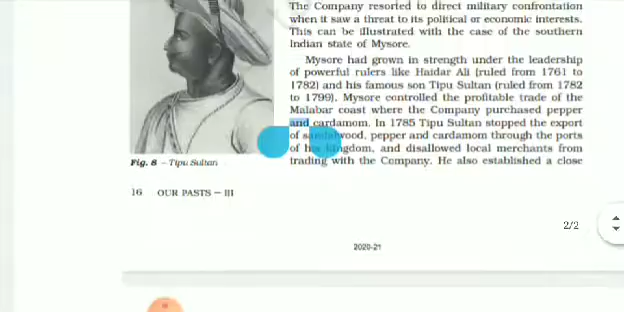 The Company resorted to direct military confrontation
when it saw a threat to its political or economic interests.
This can be illustrated with the case of the southern
Indian state of Mysore.
Mysore had grown in strength under the leadership
of powerful rulers like Haidar Ali (ruled from 1761 to
1782) and his famous son Tipu Sultan (ruled from 1782
to 1799). Mysore controlled the profitable trade of the
Malabar coast where the Company purchased pepper
and cardamom. In 1785 Tipu Sultan stopped the export
of sandalwood, pepper and cardamom through the ports
of his kingdom, and disallowed local merchants from
trading with the Company. He also established a close
Fig. 8 – Tipu Sultan
16 OUR PASTS – III
2/2
2020-21